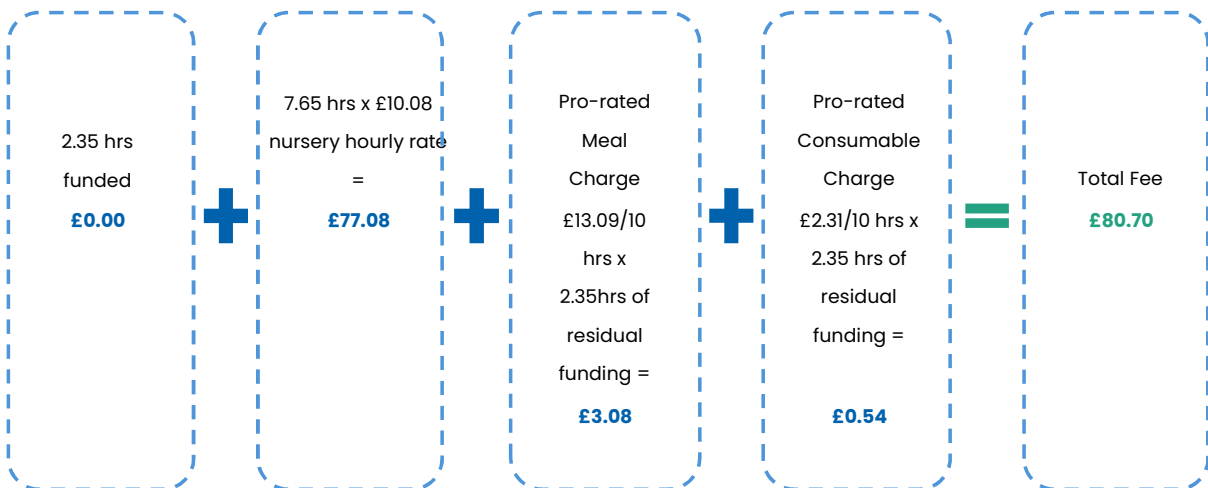 2.35 hrs
funded
£0.00
7.65 hrs x £10.08
nursery hourly rate
=
£77.08
Pro-rated
Meal
Charge
£13.09/10
hrs x
2.35hrs of
residual
funding =
£3.08
Pro-rated
Consumable
Charge
£2.31/10 hrs x
2.35 hrs of
residual
funding =
£0.54
Total Fee
£80.70